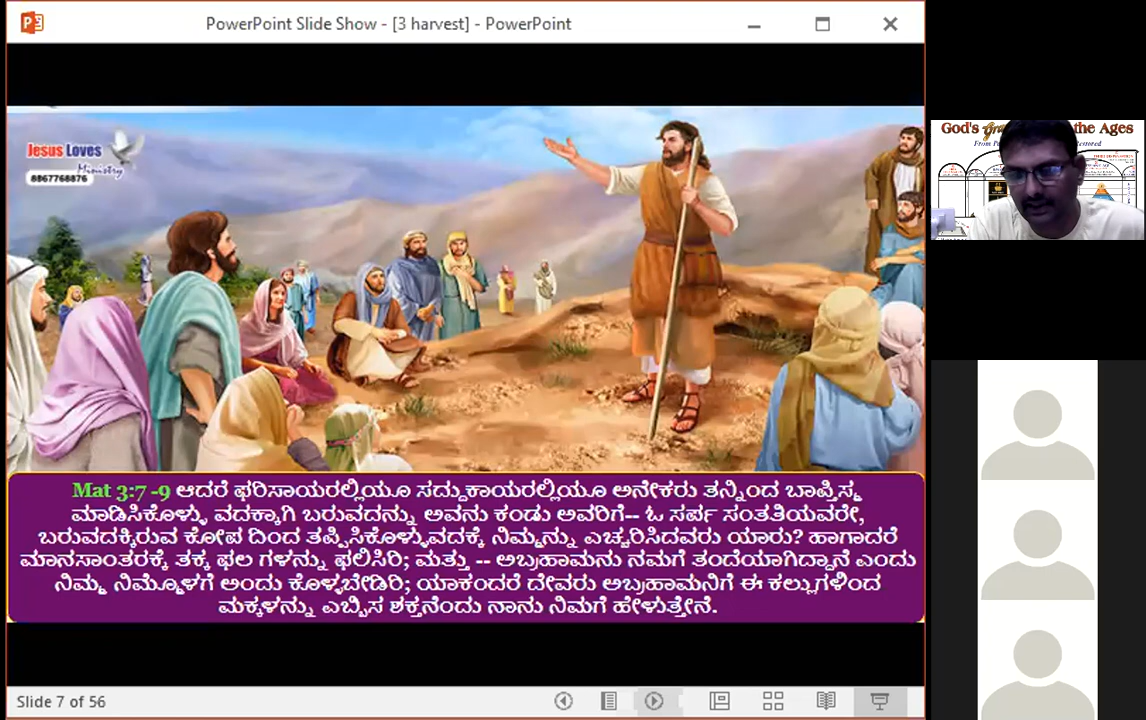 PowerPoint Slide Show - [3 harvest] - PowerPoint
Jesus Loves
Ministry
8867768876
God's the Ages
Mat 3:7 -9 ಆದರೆ ಫರಿಸಾಯರಲ್ಲಿಯೂ ಸದ್ದುಕಾಯರಲ್ಲಿಯೂ ಅನೇಕರು ತನ್ನಿಂದ ಬಾಪ್ತಿಸ್ಮ
ಮಾಡಿಸಿಕೊಳ್ಳು ವದಕ್ಕಾಗಿ ಬರುವದನ್ನು ಅವನು ಕಂಡು ಅವರಿಗೆ-- ಓ ಸರ್ಪ ಸಂತತಿಯವರೇ,
ಬರುವದಕ್ಕಿರುವ ಕೋಪ ದಿಂದ ತಪ್ಪಿಸಿಕೊಳ್ಳುವದಕ್ಕೆ ನಿಮ್ಮನ್ನು ಎಚ್ಚರಿಸಿದವರು ಯಾರು? ಹಾಗಾದರೆ
ಮಾನಸಾಂತರಕ್ಕೆ ತಕ್ಕ ಫಲ ಗಳನ್ನು ಫಲಿಸಿರಿ; ಮತ್ತು -- ಅಬ್ರಹಾಮನು ನಮಗೆ ತಂದೆಯಾಗಿದ್ದಾನೆ ಎಂದು
ನಿಮ್ಮ ನಿಮ್ಮೊಳಗೆ ಅಂದು ಕೊಳ್ಳಬೇಡಿರಿ; ಯಾಕಂದರೆ ದೇವರು ಅಬ್ರಹಾಮನಿಗೆ ಈ ಕಲ್ಲುಗಳಿಂದ
ಮಕ್ಕಳನ್ನು ಎಬ್ಬಿಸ ಶಕ್ತನೆಂದು ನಾನು ನಿಮಗೆ ಹೇಳುತ್ತೇನೆ.
Slide 7 of 56